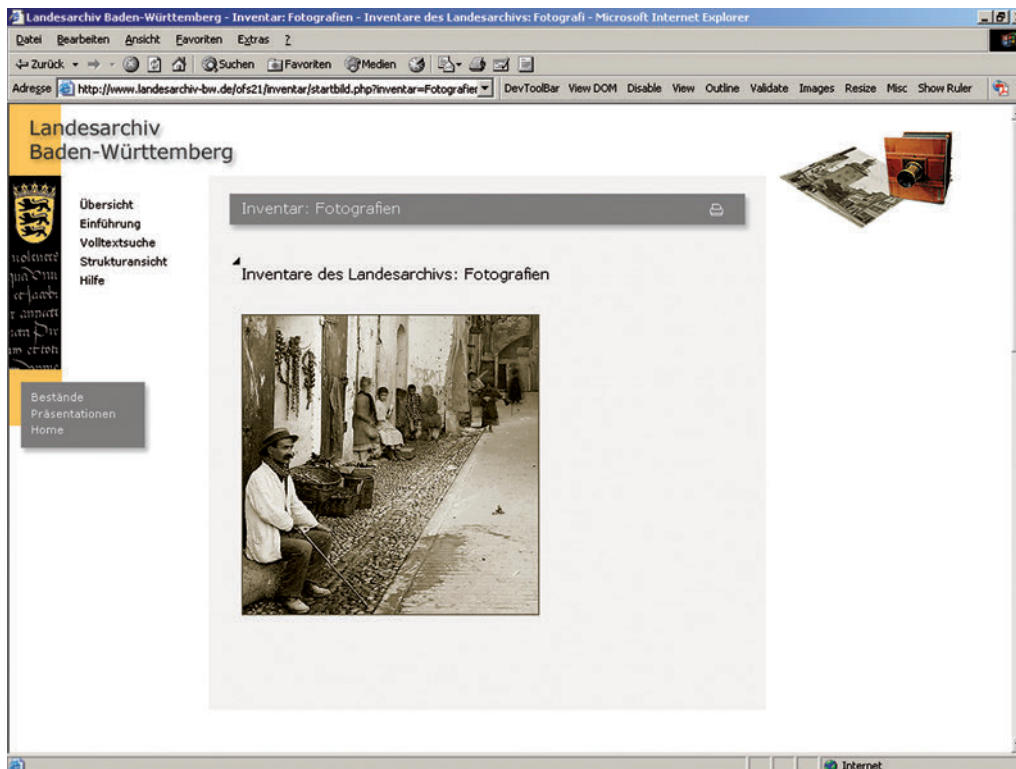 Landesarchiv Baden-Württemberg - Inventar: Fotografien - Inventare des Landesarchivs: Fotografi - Microsoft Internet Explorer
Datei Bearbeiten Ansicht Favoriten Extras ?
Zurück Suchen Favoriten Medien
Adresse http://www.landesarchiv-bw.de/ofs21/inventar/startbild.php?inventar=Fotografier DevToolBar View DOM Disable View Outline Validate Images Resize Misc Show Ruler
Landesarchiv
Baden-Württemberg
Übersicht
Einführung
Volltextsuche
Strukturansicht
Hilfe
Inventar: Fotografien
Inventare des Landesarchivs: Fotografien
Bestände
Präsentationen
Home
Internet